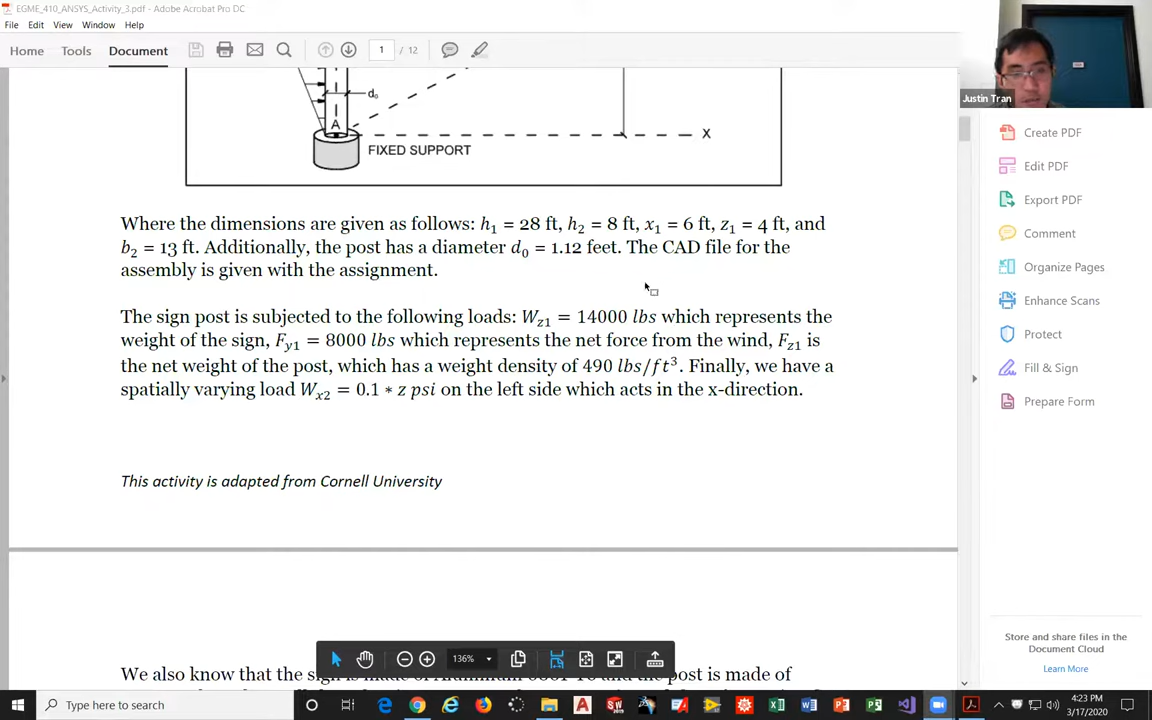 EGME_410_ANSYS_Activity_3.pdf - Adobe Acrobat Pro DC
File Edit View Window Help
Home Tools Document 1 / 12
Justin Tran
d₀
A
X
FIXED SUPPORT
Where the dimensions are given as follows: h₁ = 28 ft, h₂ = 8 ft, x₁ = 6 ft, z₁ = 4 ft, and
b₂ = 13 ft. Additionally, the post has a diameter d₀ = 1.12 feet. The CAD file for the
assembly is given with the assignment.
The sign post is subjected to the following loads: W_z1 = 14000 lbs which represents the
weight of the sign, F_y1 = 8000 lbs which represents the net force from the wind, F_z1 is
the net weight of the post, which has a weight density of 490 lbs/ft³. Finally, we have a
spatially varying load W_x2 = 0.1 * z psi on the left side which acts in the x-direction.
This activity is adapted from Cornell University
136%
Create PDF
Edit PDF
Export PDF
Comment
Organize Pages
Enhance Scans
Protect
Fill & Sign
Prepare Form
Store and share files in the
Document Cloud
Learn More
Type here to search
4:23 PM
3/17/2020